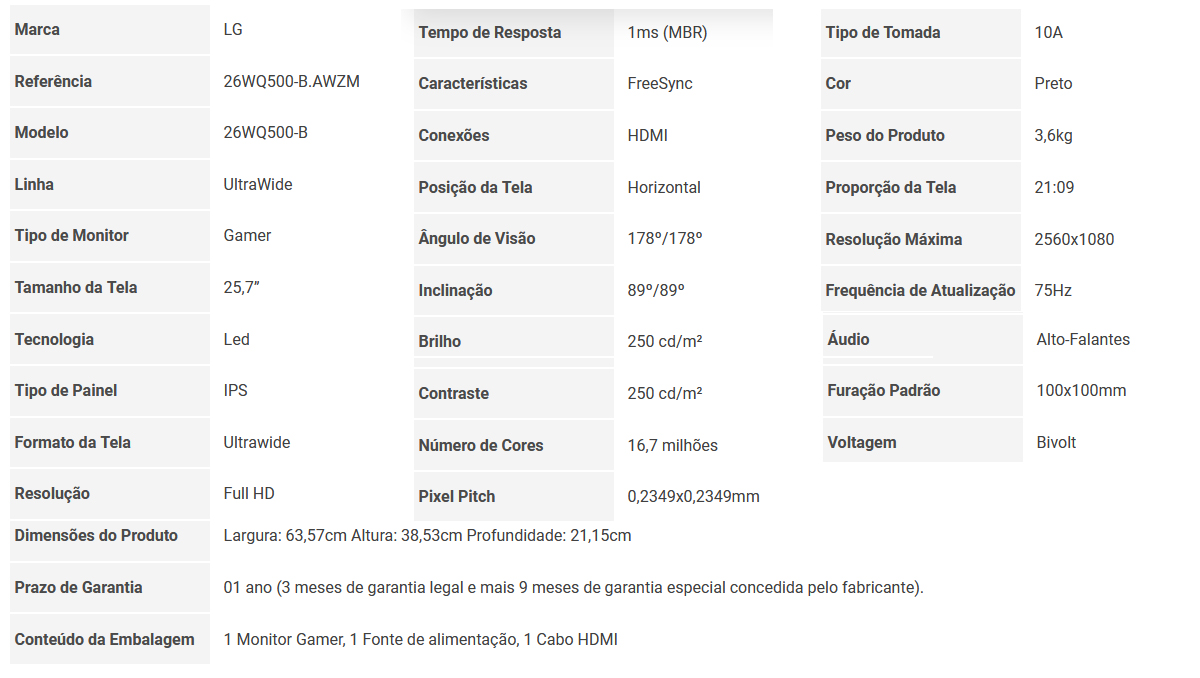 Marca LG
Referência 26WQ500-B.AWZM
Modelo 26WQ500-B
Linha UltraWide
Tipo de Monitor Gamer
Tamanho da Tela 25,7”
Tecnologia Led
Tipo de Painel IPS
Formato da Tela Ultrawide
Resolução Full HD
Tempo de Resposta 1ms (MBR)
Características FreeSync
Conexões HDMI
Posição da Tela Horizontal
Ângulo de Visão 178º/178º
Inclinação 89º/89º
Brilho 250 cd/m²
Contraste 250 cd/m²
Número de Cores 16,7 milhões
Pixel Pitch 0,2349x0,2349mm
Tipo de Tomada 10A
Cor Preto
Peso do Produto 3,6kg
Proporção da Tela 21:09
Resolução Máxima 2560x1080
Frequência de Atualização 75Hz
Áudio Alto-Falantes
Furação Padrão 100x100mm
Voltagem Bivolt
Dimensões do Produto Largura: 63,57cm Altura: 38,53cm Profundidade: 21,15cm
Prazo de Garantia 01 ano (3 meses de garantia legal e mais 9 meses de garantia especial concedida pelo fabricante).
Conteúdo da Embalagem 1 Monitor Gamer, 1 Fonte de alimentação, 1 Cabo HDMI